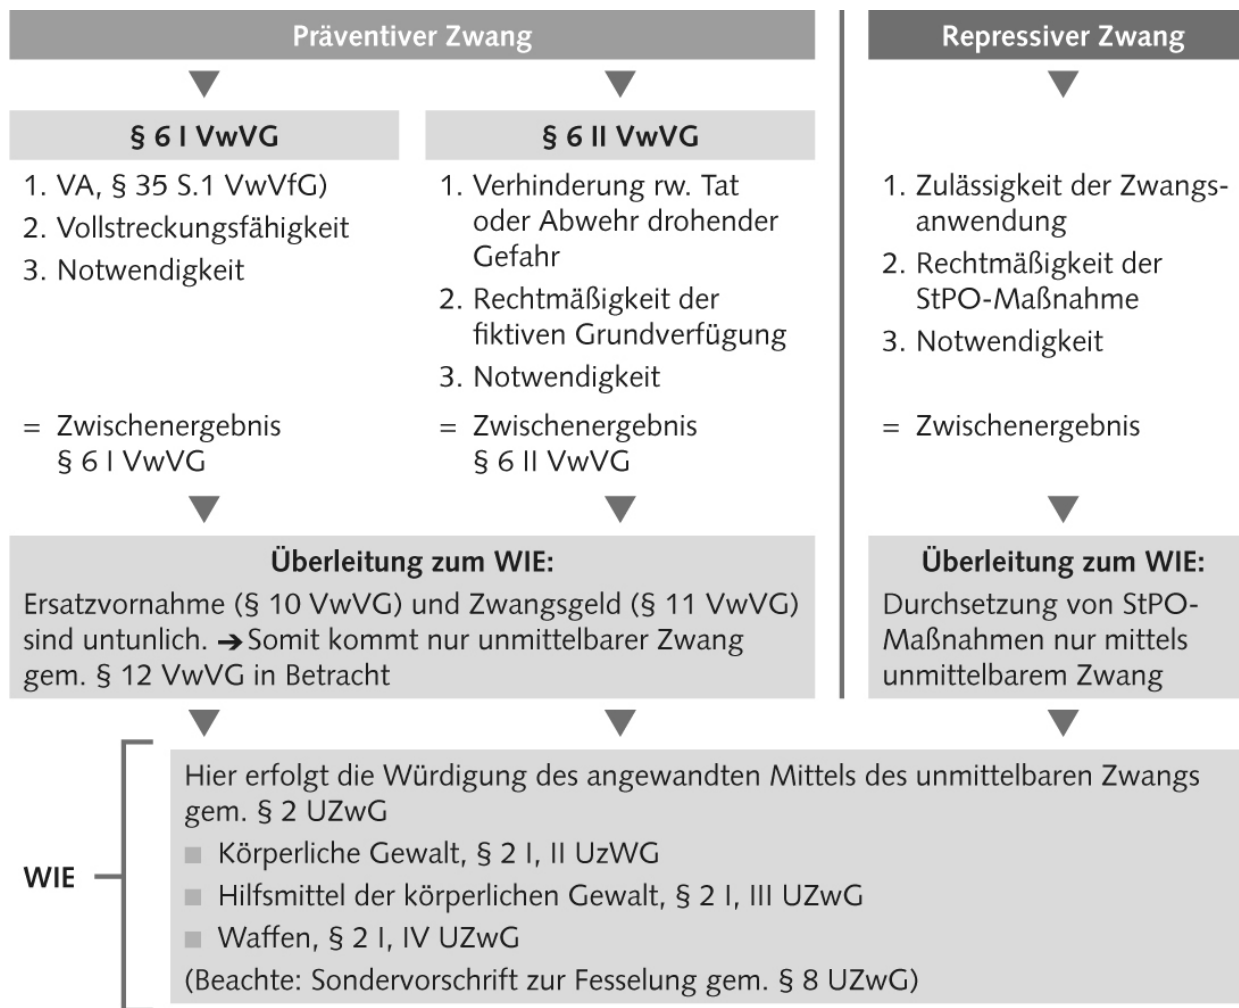 Präventiver Zwang
§ 6 I VwVG
1. VA, § 35 S.1 VwVfG)
2. Vollstreckungsfähigkeit
3. Notwendigkeit
= Zwischenergebnis
§ 6 I VwVG
§ 6 II VwVG
1. Verhinderung rw. Tat
oder Abwehr drohender
Gefahr
2. Rechtmäßigkeit der
fiktiven Grundverfügung
3. Notwendigkeit
= Zwischenergebnis
§ 6 II VwVG
Überleitung zum WIE:
Ersatzvornahme (§ 10 VwVG) und Zwangsgeld (§ 11 VwVG)
sind untunlich. ➔ Somit kommt nur unmittelbarer Zwang
gem. § 12 VwVG in Betracht
Repressiver Zwang
1. Zulässigkeit der Zwangs-
anwendung
2. Rechtmäßigkeit der
StPO-Maßnahme
3. Notwendigkeit
= Zwischenergebnis
Überleitung zum WIE:
Durchsetzung von StPO-
Maßnahmen nur mittels
unmittelbarem Zwang
WIE
Hier erfolgt die Würdigung des angewandten Mittels des unmittelbaren Zwangs
gem. § 2 UZwG
■ Körperliche Gewalt, § 2 I, II UzWG
■ Hilfsmittel der körperlichen Gewalt, § 2 I, III UZwG
■ Waffen, § 2 I, IV UZwG
(Beachte: Sondervorschrift zur Fesselung gem. § 8 UZwG)